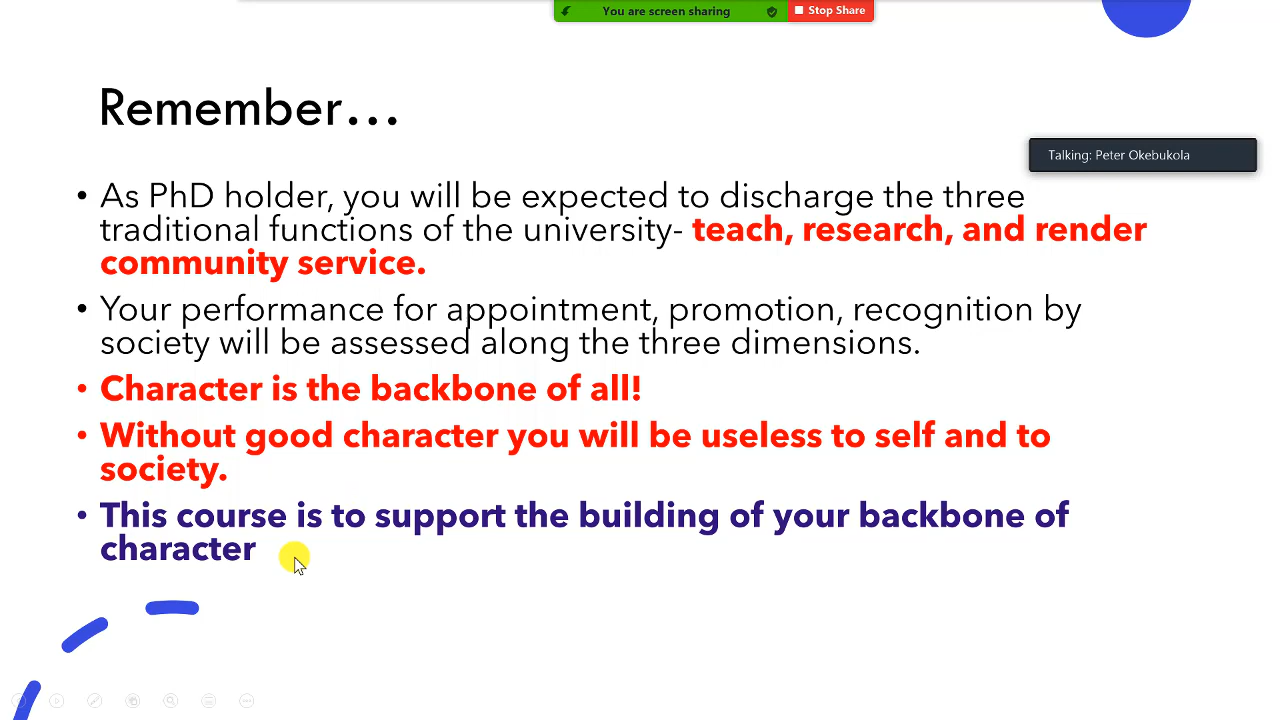 You are screen sharing
Stop Share
Remember...
Talking: Peter Okebukola
• As PhD holder, you will be expected to discharge the three
traditional functions of the university- teach, research, and render
community service.
• Your performance for appointment, promotion, recognition by
society will be assessed along the three dimensions.
• Character is the backbone of all!
• Without good character you will be useless to self and to
society.
• This course is to support the building of your backbone of
character